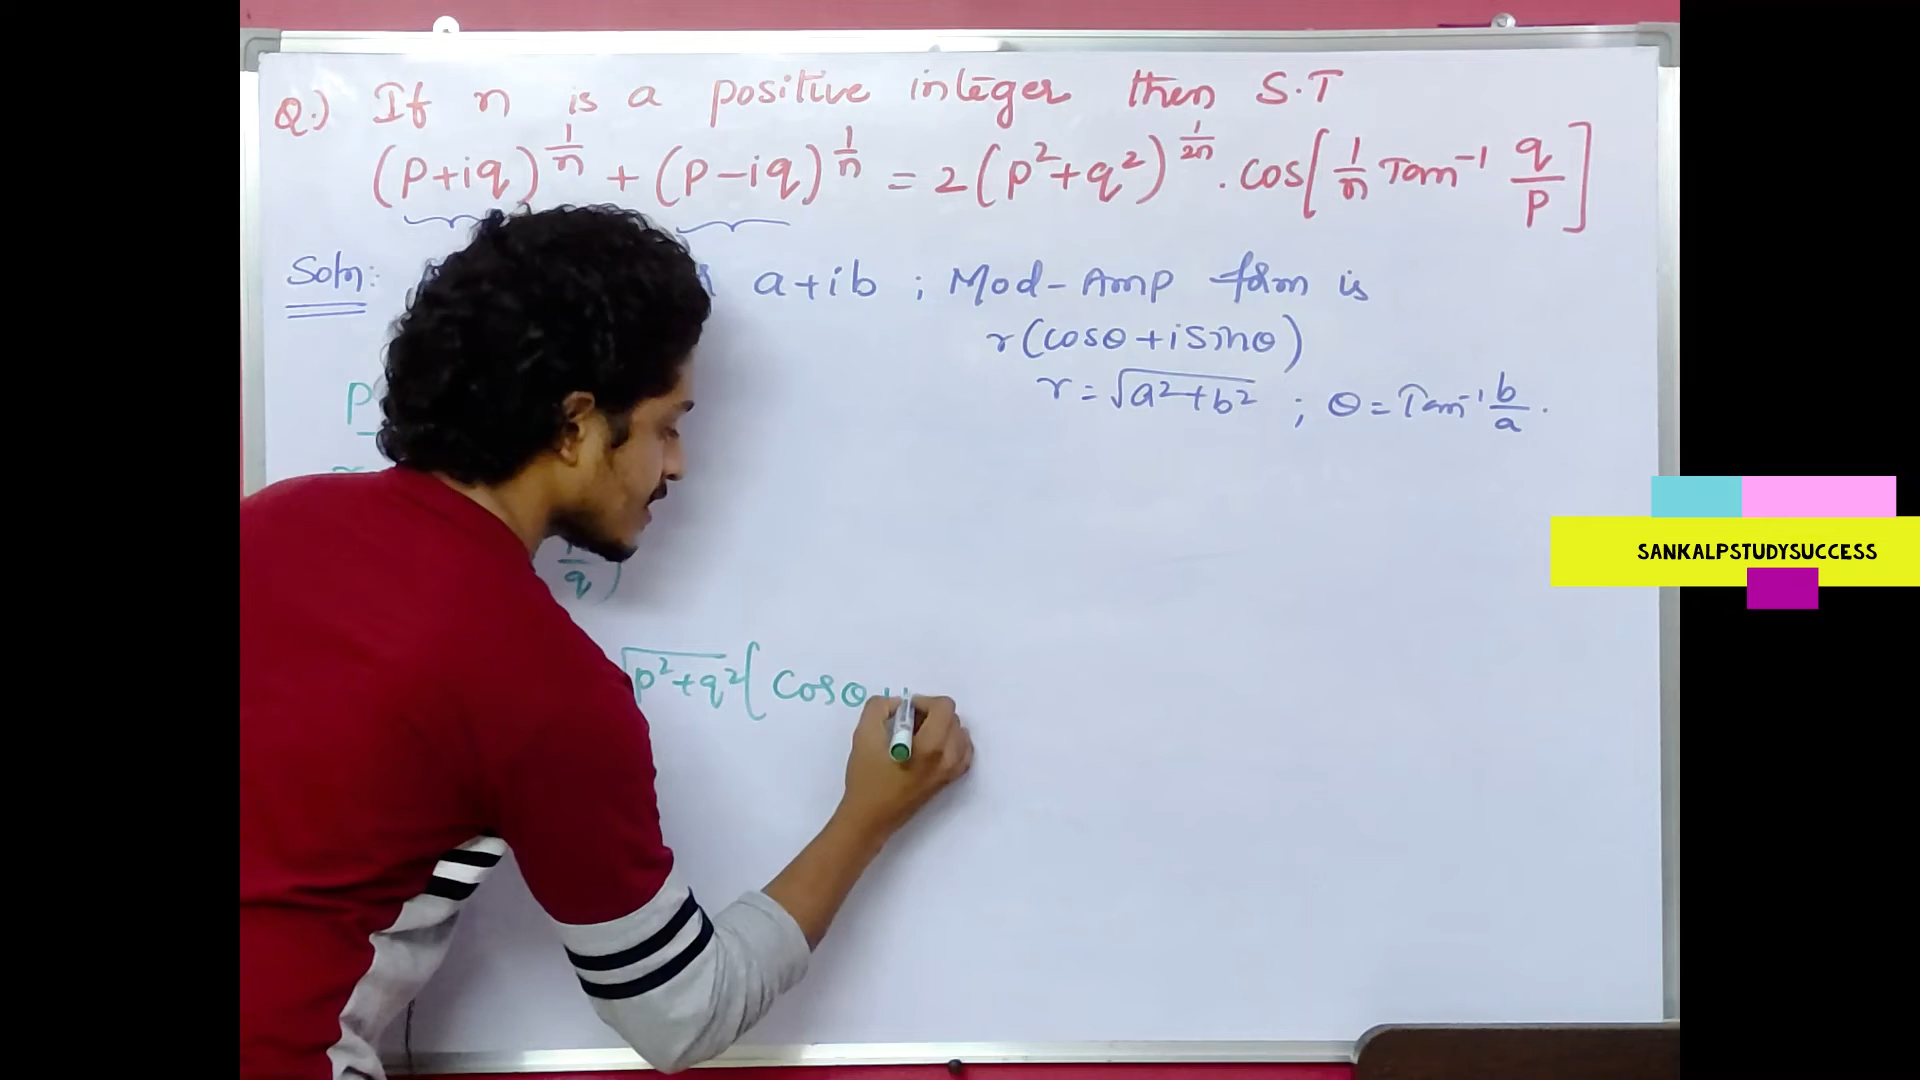 Q.) If n is a positive integer then S.T
(P+iq)^(1/n) + (P-iq)^(1/n) = 2(P²+q²)^(1/2n) . cos[1/n Tan⁻¹ q/P]
Soln: a+ib ; Mod-Amp form is
r(cosθ+isinθ)
r = √(a²+b²) ; θ = Tan⁻¹ b/a .
P
q )
√(p²+q²) ( Cosθ +
SANKALPSTUDYSUCCESS